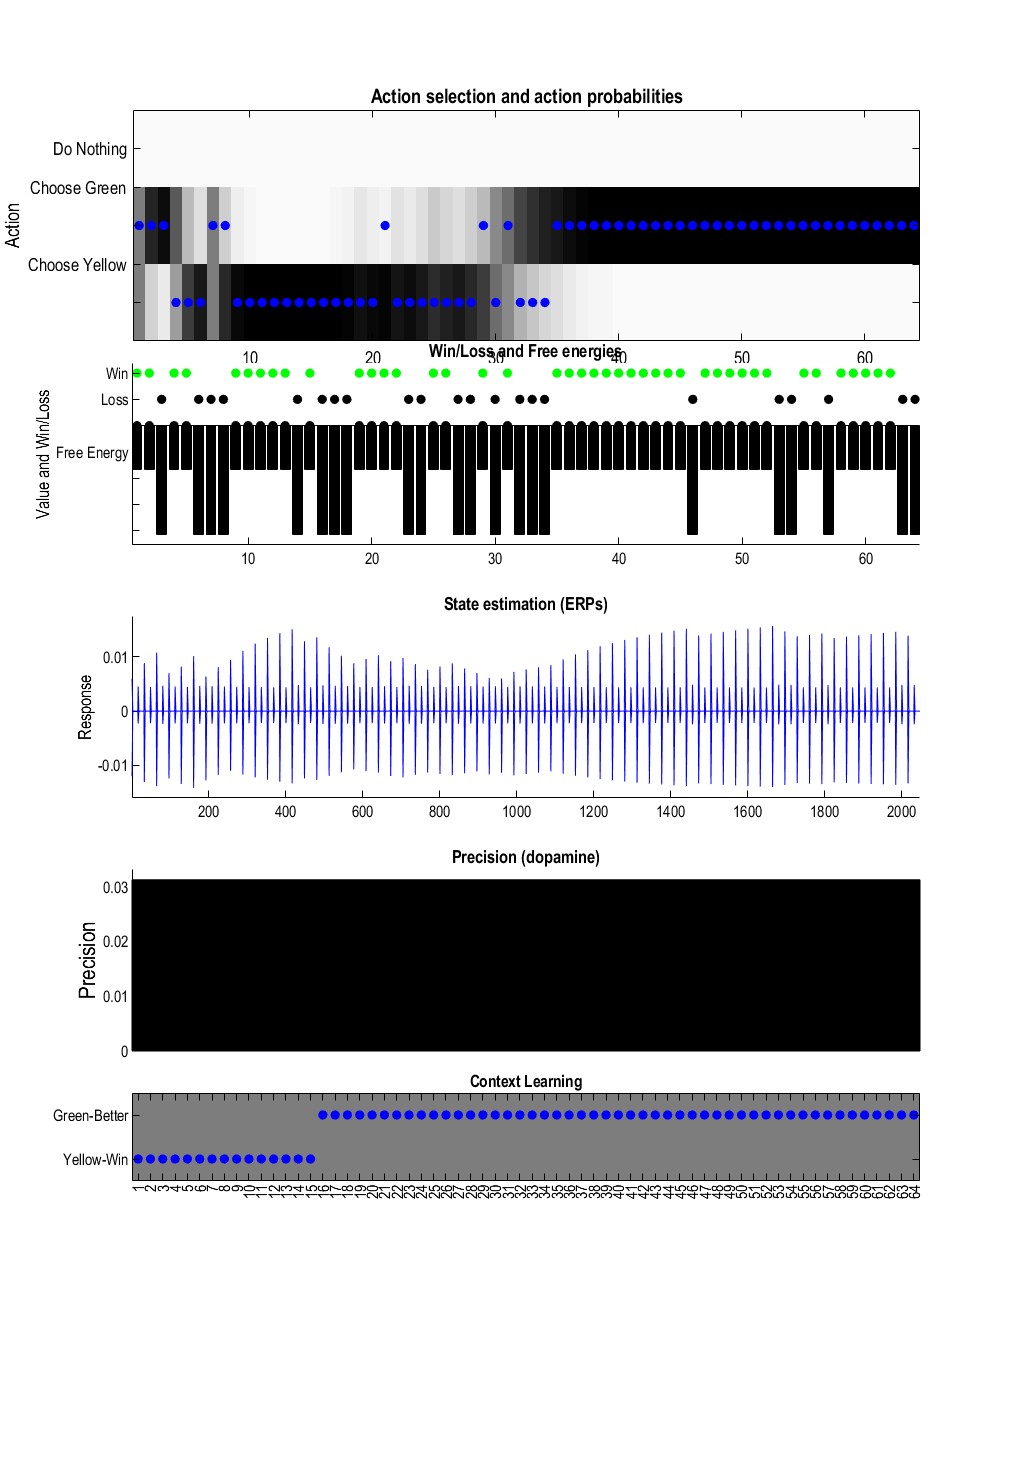 Action selection and action probabilities
Do Nothing
Choose Green
Choose Yellow
Action
10 20 30 40 50 60
Win/Loss and Free energies
Win
Loss
Free Energy
Value and Win/Loss
10 20 30 40 50 60
State estimation (ERPs)
0.01
0
-0.01
Response
200 400 600 800 1000 1200 1400 1600 1800 2000
Precision (dopamine)
0.03
0.02
0.01
0
Precision
Context Learning
Green-Better
Yellow-Win
1 2 3 4 5 6 7 8 9 10 11 12 13 14 15 16 17 18 19 20 21 22 23 24 25 26 27 28 29 30 31 32 33 34 35 36 37 38 39 40 41 42 43 44 45 46 47 48 49 50 51 52 53 54 55 56 57 58 59 60 61 62 63 64